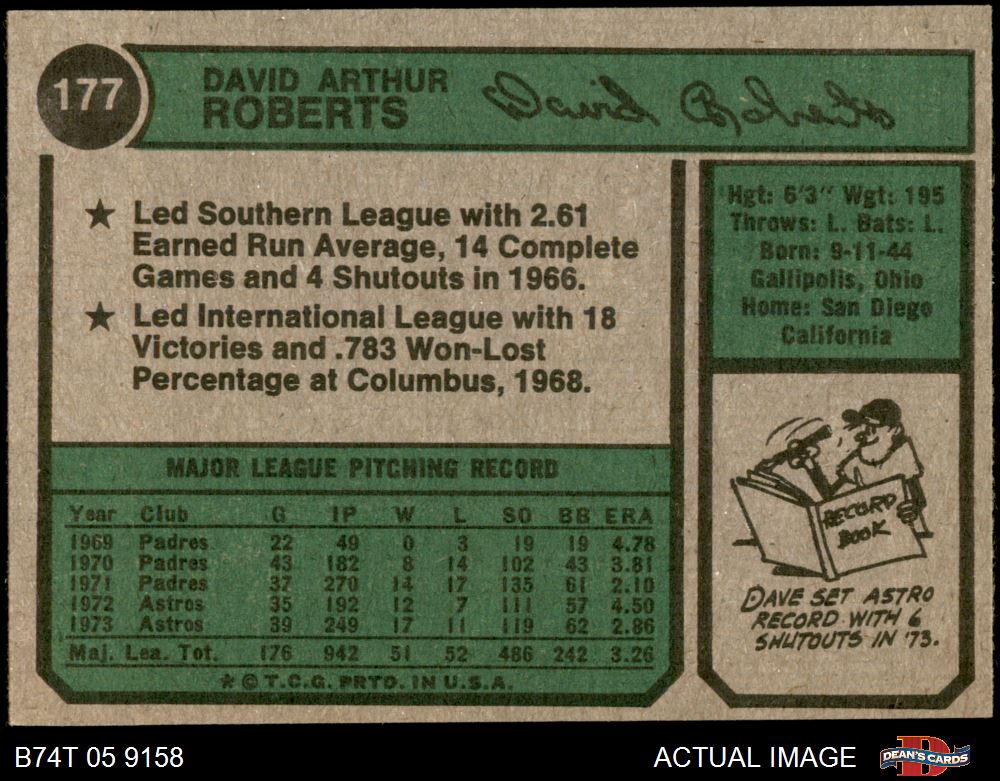 177
DAVID ARTHUR
ROBERTS
David Roberts
★ Led Southern League with 2.61
Earned Run Average, 14 Complete
Games and 4 Shutouts in 1966.
★ Led International League with 18
Victories and .783 Won-Lost
Percentage at Columbus, 1968.
Hgt: 6'3" Wgt: 195
Throws: L. Bats: L.
Born: 9-11-44
Gallipolis, Ohio
Home: San Diego
California
MAJOR LEAGUE PITCHING RECORD
Year Club G IP W L SO BB ERA
1969 Padres 22 49 0 3 19 19 4.78
1970 Padres 43 182 8 14 102 43 3.81
1971 Padres 37 270 14 17 135 61 2.10
1972 Astros 35 192 12 7 111 57 4.50
1973 Astros 39 249 17 11 119 62 2.86
Maj. Lea. Tot. 176 942 51 52 486 242 3.26
* © T.C.G. PRTD. IN U.S.A.
RECORD
BOOK
DAVE SET ASTRO
RECORD WITH 6
SHUTOUTS IN '73.
B74T 05 9158
ACTUAL IMAGE
D
DEAN'S CARDS